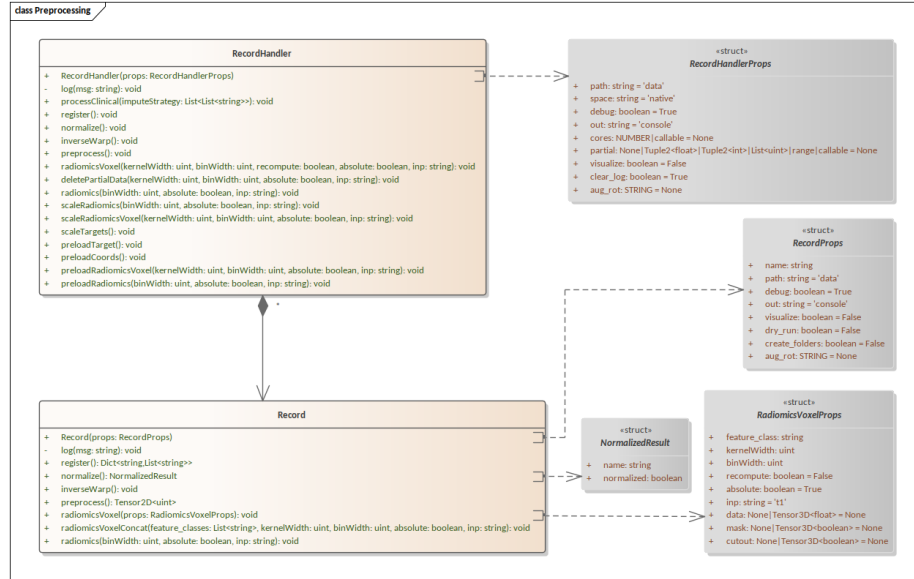 class Preprocessing
RecordHandler
+ RecordHandler(props: RecordHandlerProps)
- log(msg: string): void
+ processClinical(imputeStrategy: List<List<string>>): void
+ register(): void
+ normalize(): void
+ inverseWarp(): void
+ preprocess(): void
+ radiomicsVoxel(kernelWidth: uint, binWidth: uint, recompute: boolean, absolute: boolean, inp: string): void
+ deletePartialData(kernelWidth: uint, binWidth: uint, absolute: boolean, inp: string): void
+ radiomics(binWidth: uint, absolute: boolean, inp: string): void
+ scaleRadiomics(binWidth: uint, absolute: boolean, inp: string): void
+ scaleRadiomicsVoxel(kernelWidth: uint, binWidth: uint, absolute: boolean, inp: string): void
+ scaleTargets(): void
+ preloadTarget(): void
+ preloadCoords(): void
+ preloadRadiomicsVoxel(kernelWidth: uint, binWidth: uint, absolute: boolean, inp: string): void
+ preloadRadiomics(binWidth: uint, absolute: boolean, inp: string): void
«struct»
RecordHandlerProps
+ path: string = 'data'
+ space: string = 'native'
+ debug: boolean = True
+ out: string = 'console'
+ cores: NUMBER|callable = None
+ partial: None|Tuple2<float>|Tuple2<int>|List<uint>|range|callable = None
+ visualize: boolean = False
+ clear_log: boolean = True
+ aug_rot: STRING = None
«struct»
RecordProps
+ name: string
+ path: string = 'data'
+ debug: boolean = True
+ out: string = 'console'
+ visualize: boolean = False
+ dry_run: boolean = False
+ create_folders: boolean = False
+ aug_rot: STRING = None
*
Record
+ Record(props: RecordProps)
- log(msg: string): void
+ register(): Dict<string,List<string>>
+ normalize(): NormalizedResult
+ inverseWarp(): void
+ preprocess(): Tensor2D<uint>
+ radiomicsVoxel(props: RadiomicsVoxelProps): void
+ radiomicsVoxelConcat(feature_classes: List<string>, kernelWidth: uint, binWidth: uint, absolute: boolean, inp: string): void
+ radiomics(binWidth: uint, absolute: boolean, inp: string): void
«struct»
NormalizedResult
+ name: string
+ normalized: boolean
«struct»
RadiomicsVoxelProps
+ feature_class: string
+ kernelWidth: uint
+ binWidth: uint
+ recompute: boolean = False
+ absolute: boolean = True
+ inp: string = 't1'
+ data: None|Tensor3D<float> = None
+ mask: None|Tensor3D<boolean> = None
+ cutout: None|Tensor3D<boolean> = None